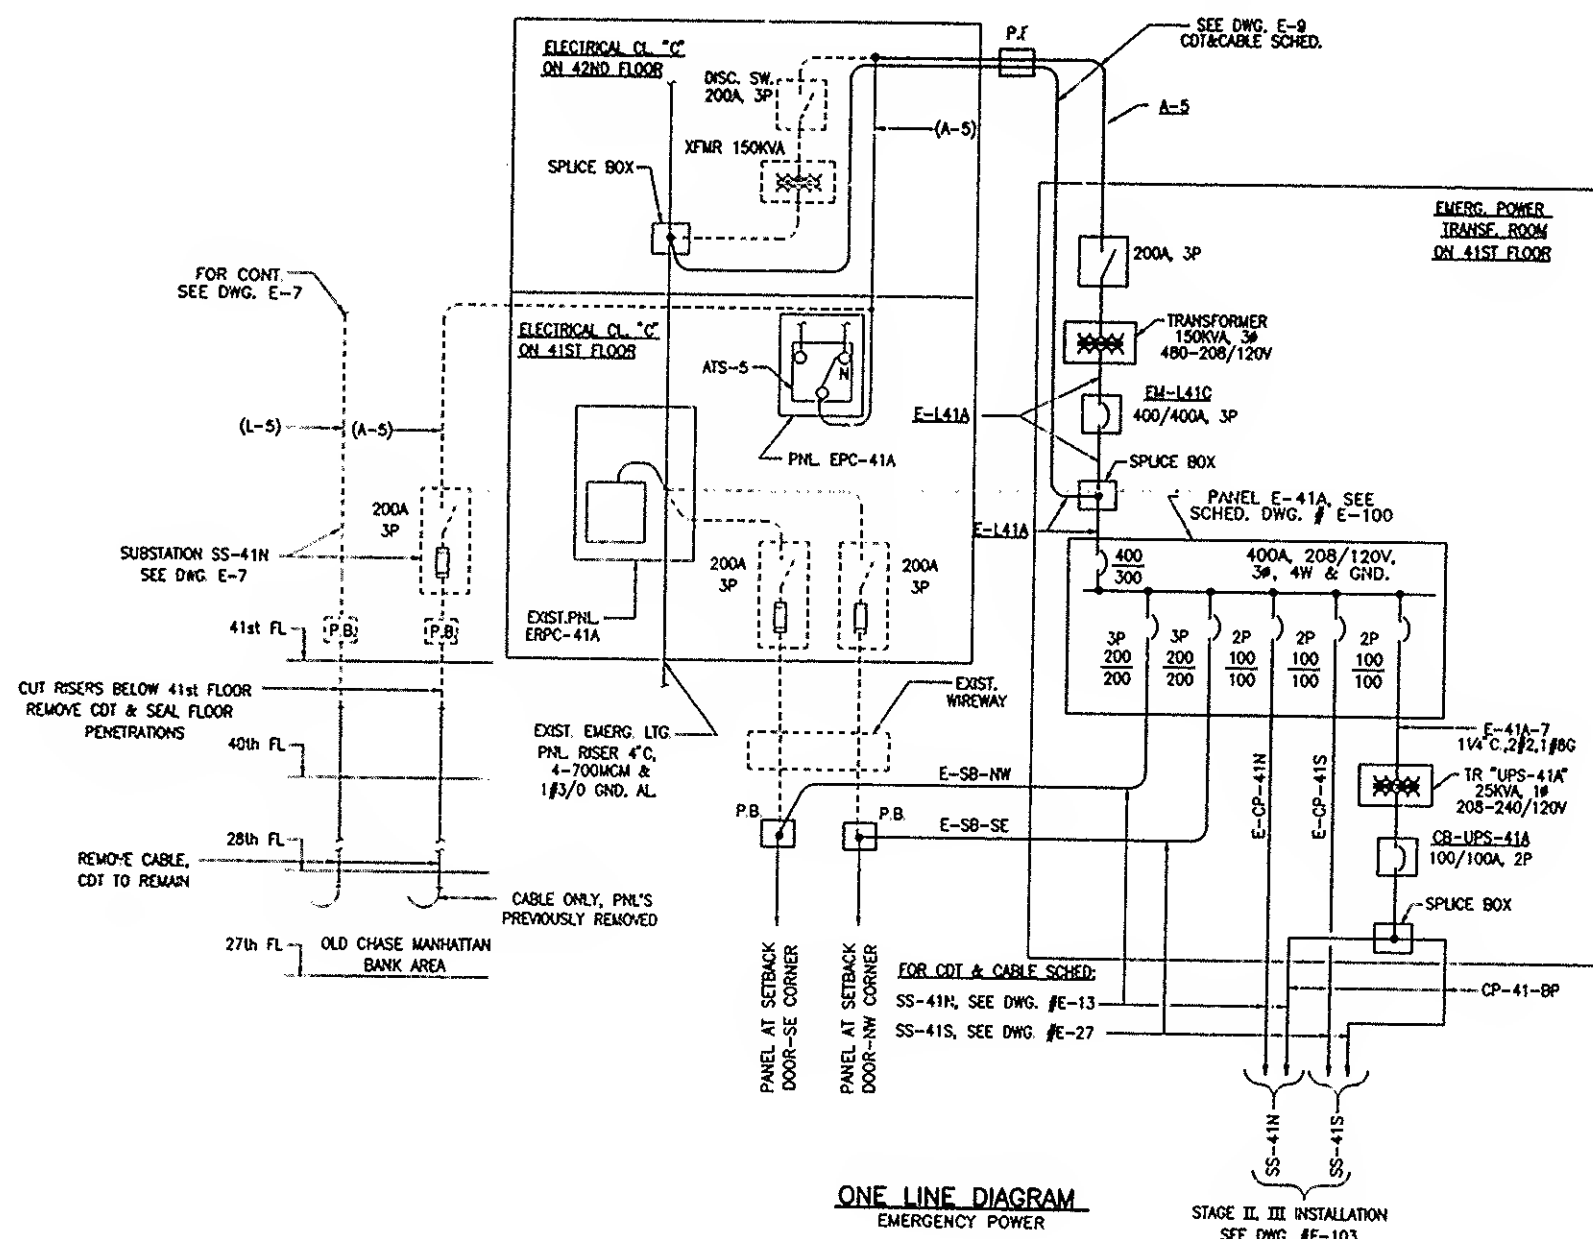 ELECTRICAL CL. "C"
ON 42ND FLOOR
DISC. SW.
200A, 3P
XFMR 150KVA
SPLICE BOX
(A-5)
SEE DWG. E-9
CDT&CABLE SCHED.
A-5
EMERG. POWER
TRANSF. ROOM
ON 41ST FLOOR
200A, 3P
TRANSFORMER
150KVA, 3ø
480-208/120V
EM-L41C
400/400A, 3P
E-L41A
SPLICE BOX
E-L41A
PANEL E-41A, SEE
SCHED. DWG. # E-100
400A, 208/120V,
3ø, 4W & GND.
400
300
3P
200
200
3P
200
200
2P
100
100
2P
100
100
2P
100
100
E-41A-7
1¼"C,2#2,1#8G
TR "UPS-41A"
25KVA, 1ø
208-240/120V
CB-UPS-41A
100/100A, 2P
SPLICE BOX
CP-41-BP
E-CP-41N
E-CP-41S
FOR CONT.
SEE DWG. E-7
(L-5)
(A-5)
200A
3P
SUBSTATION SS-41N
SEE DWG. E-7
41st FL
P.B.
P.B.
CUT RISERS BELOW 41st FLOOR
REMOVE CDT & SEAL FLOOR
PENETRATIONS
40th FL
28th FL
REMOVE CABLE,
CDT TO REMAIN
CABLE ONLY, PNL'S
PREVIOUSLY REMOVED
27th FL
OLD CHASE MANHATTAN
BANK AREA
ELECTRICAL CL. "C"
ON 41ST FLOOR
ATS-5
N
PNL. EPC-41A
EXIST.PNL.
ERPC-41A
200A
3P
200A
3P
EXIST. EMERG. LTG.
PNL. RISER 4"C,
4-700MCM &
1#3/0 GND. AL.
EXIST.
WIREWAY
P.B.
P.B.
E-SB-NW
E-SB-SE
PANEL AT SETBACK
DOOR-SE CORNER
PANEL AT SETBACK
DOOR-NW CORNER
FOR CDT & CABLE SCHED:
SS-41N, SEE DWG. #E-13
SS-41S, SEE DWG. #E-27
SS-41N
SS-41S
STAGE II, III INSTALLATION
SEE DWG. #E-103
ONE LINE DIAGRAM
EMERGENCY POWER